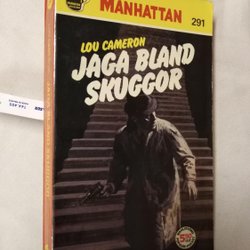 MANHATTAN
291
LOU CAMERON
JAGA BLAND
SKUGGOR